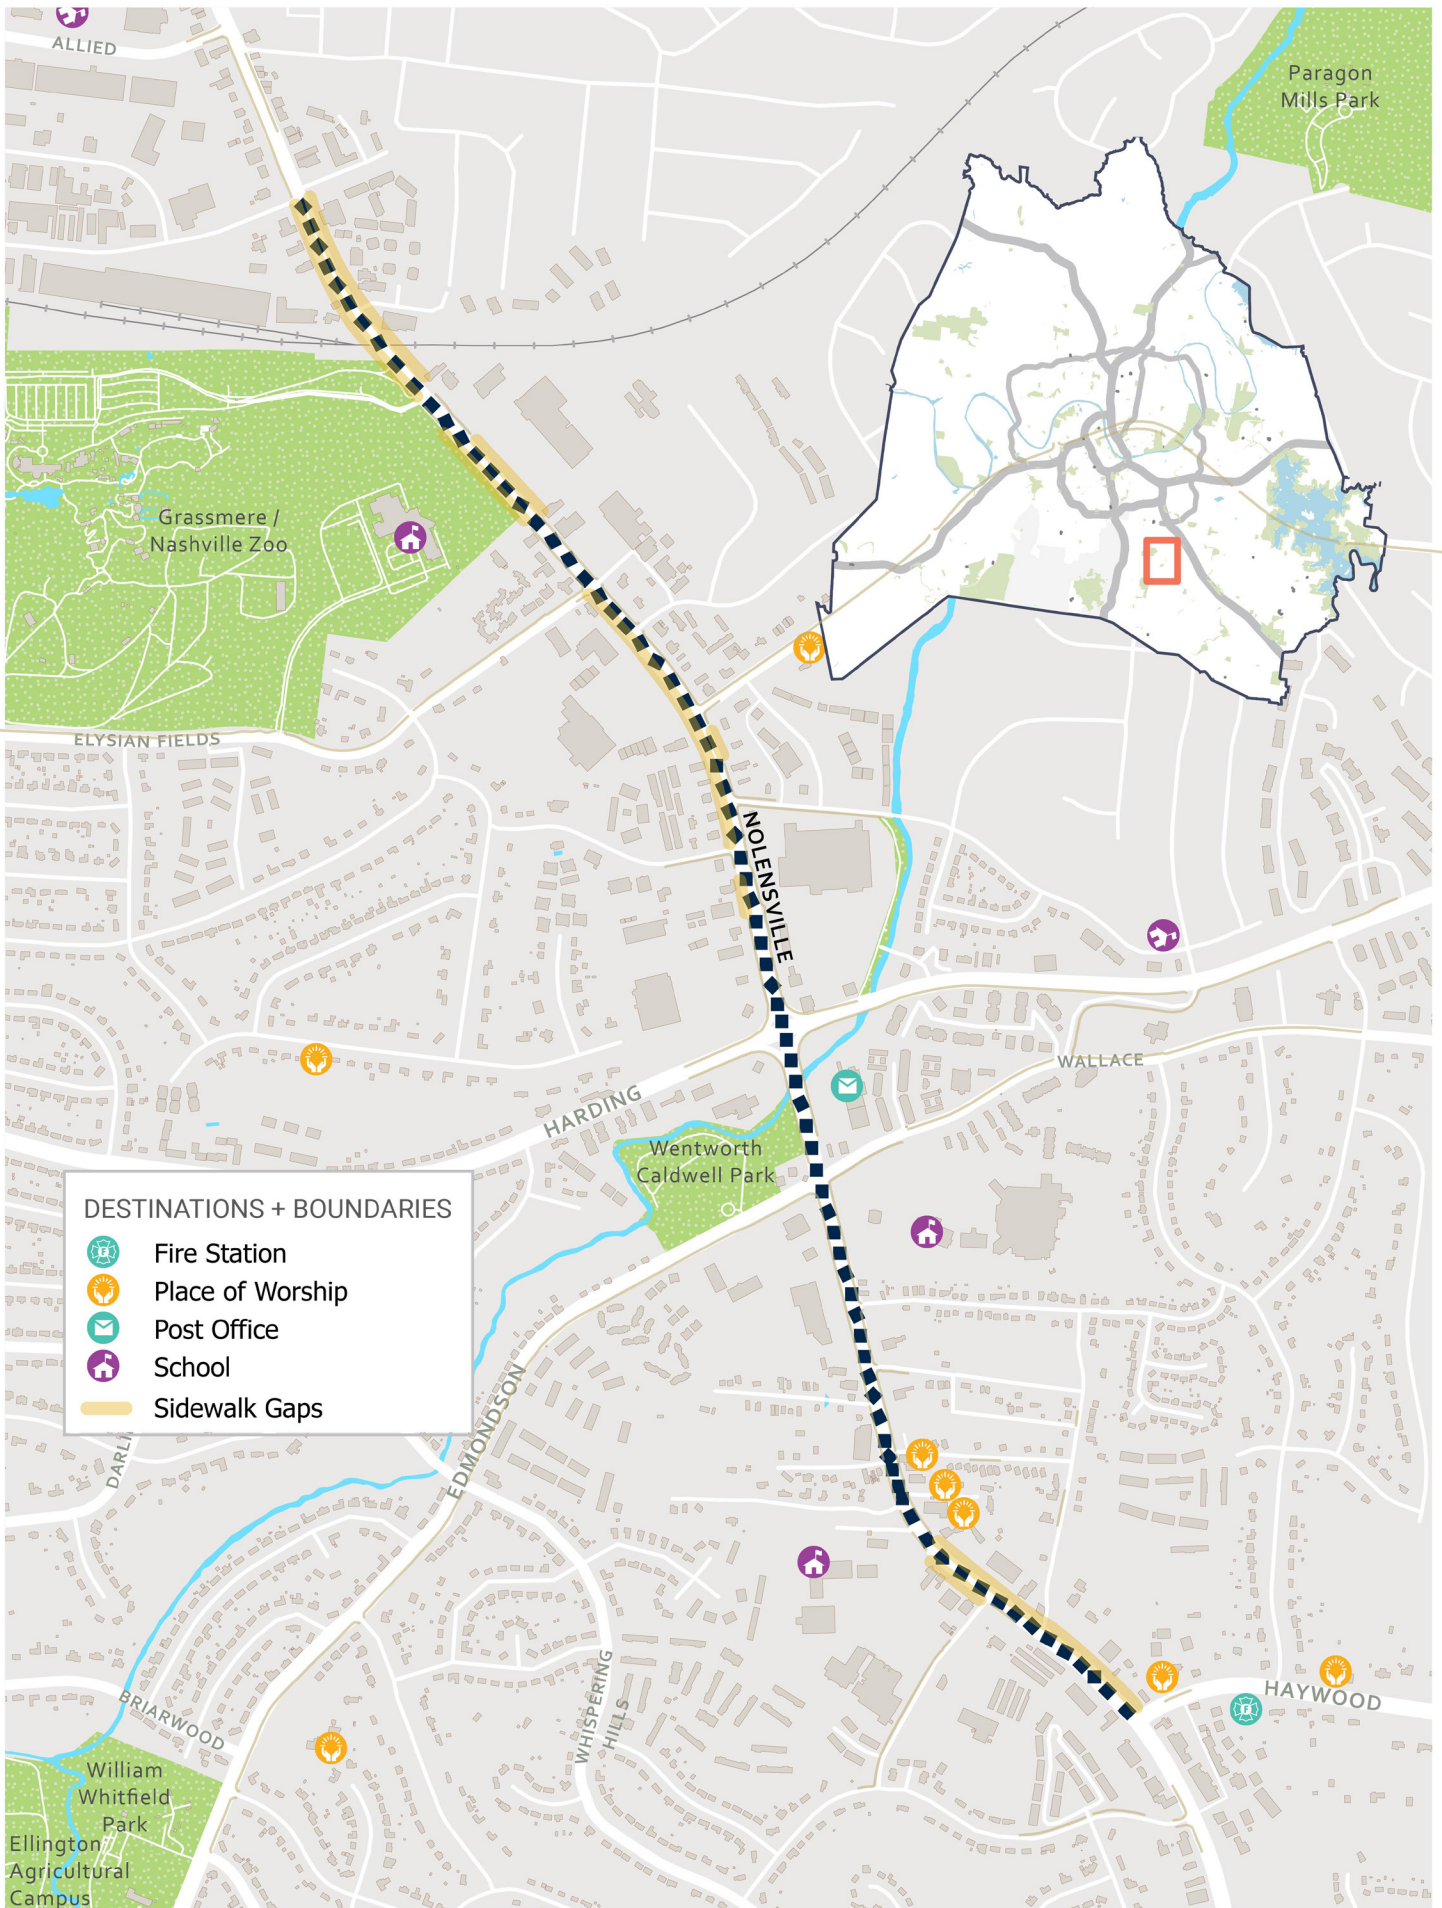 ALLIED
Paragon
Mills Park
Grassmere /
Nashville Zoo
ELYSIAN FIELDS
NOLENSVILLE
WALLACE
HARDING
Wentworth
Caldwell Park
DESTINATIONS + BOUNDARIES
F
Fire Station
Place of Worship
Post Office
School
Sidewalk Gaps
EDMONDSON
WHISPERING
HILLS
HAYWOOD
F
BRIARWOOD
William
Whitfield
Park
Ellington
Agricultural
Campus